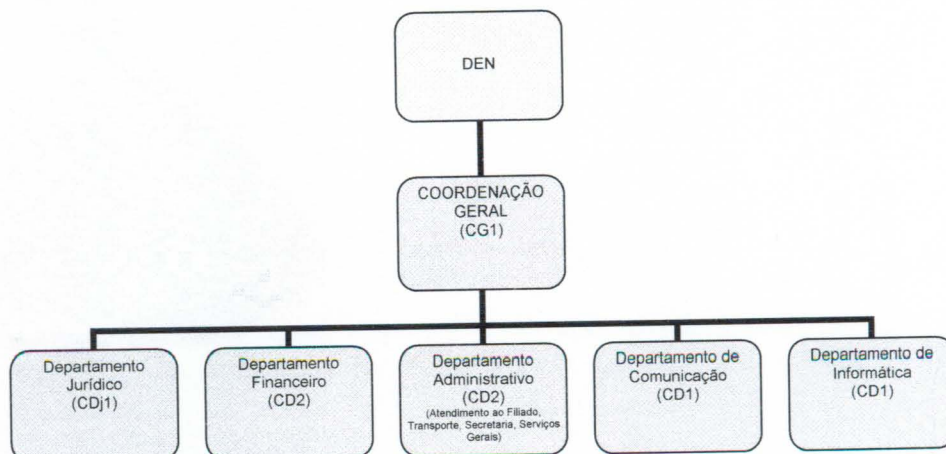 DEN
COORDENAÇÃO
GERAL
(CG1)
Departamento
Jurídico
(CDj1)
Departamento
Financeiro
(CD2)
Departamento
Administrativo
(CD2)
(Atendimento ao Filiado,
Transporte, Secretaria, Serviços
Gerais)
Departamento de
Comunicação
(CD1)
Departamento de
Informática
(CD1)